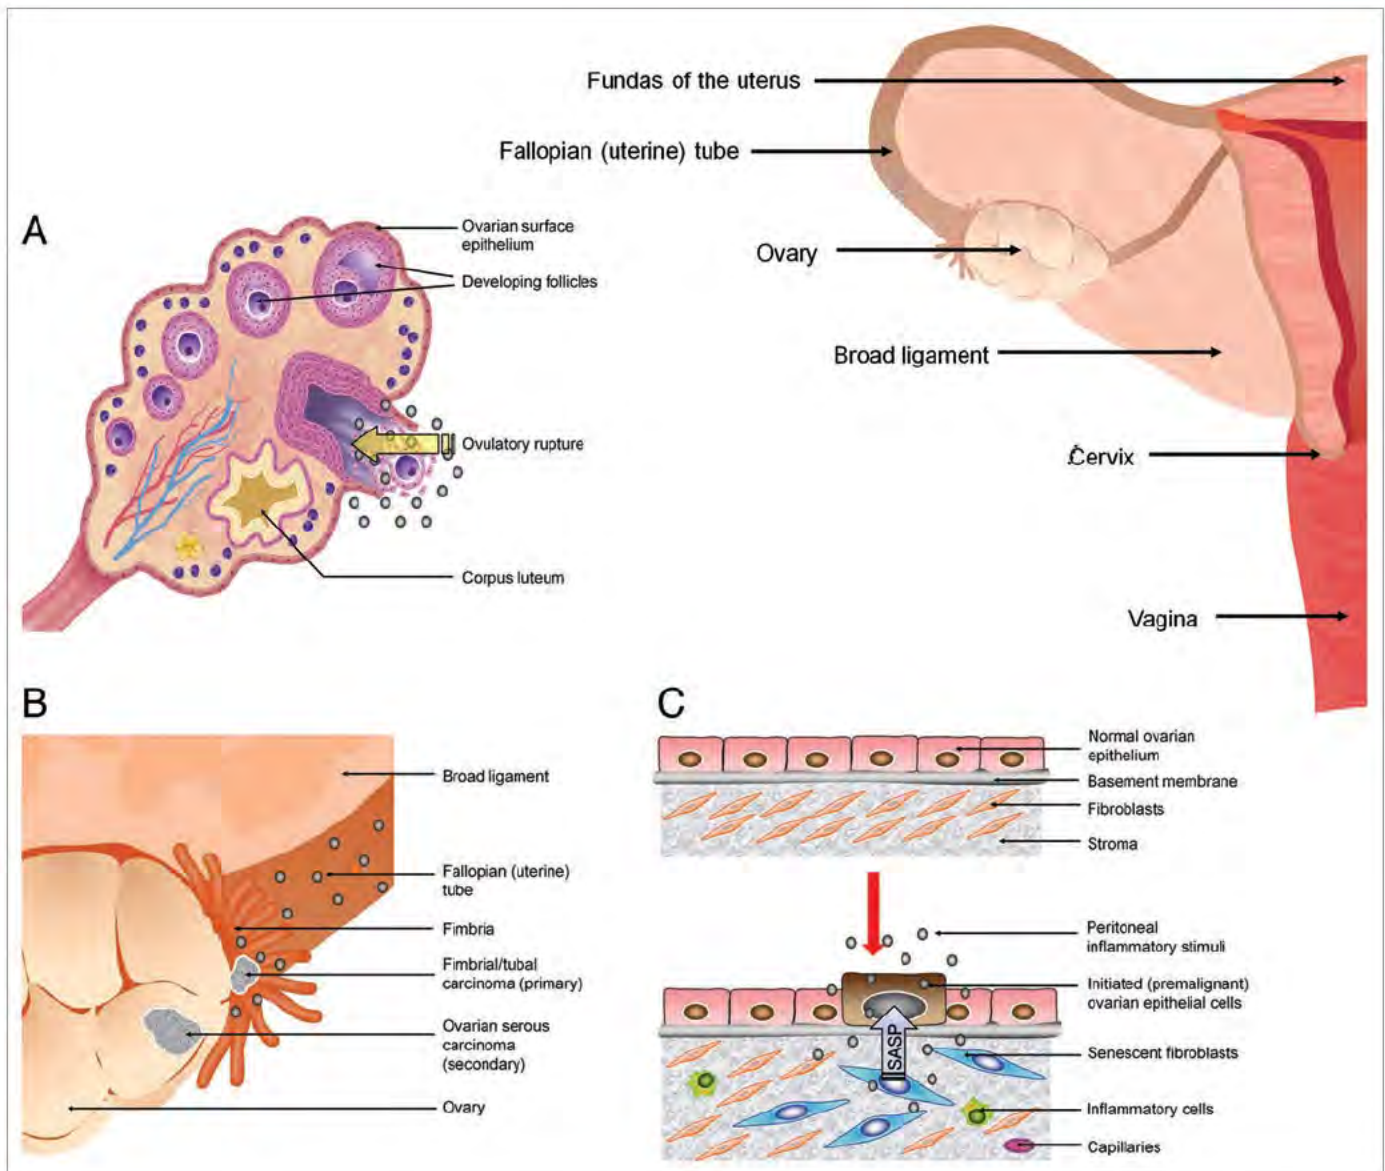 Fundas of the uterus
Fallopian (uterine) tube
Ovary
Broad ligament
Cervix
Vagina
A
Ovarian surface
epithelium
Developing follicles
Ovulatory rupture
Corpus luteum
B
Broad ligament
Fallopian (uterine)
tube
Fimbria
Fimbrial/tubal
carcinoma (primary)
Ovarian serous
carcinoma
(secondary)
Ovary
C
Normal ovarian
epithelium
Basement membrane
Fibroblasts
Stroma
Peritoneal
inflammatory stimuli
Initiated (premalignant)
ovarian epithelial cells
SASP
Senescent fibroblasts
Inflammatory cells
Capillaries